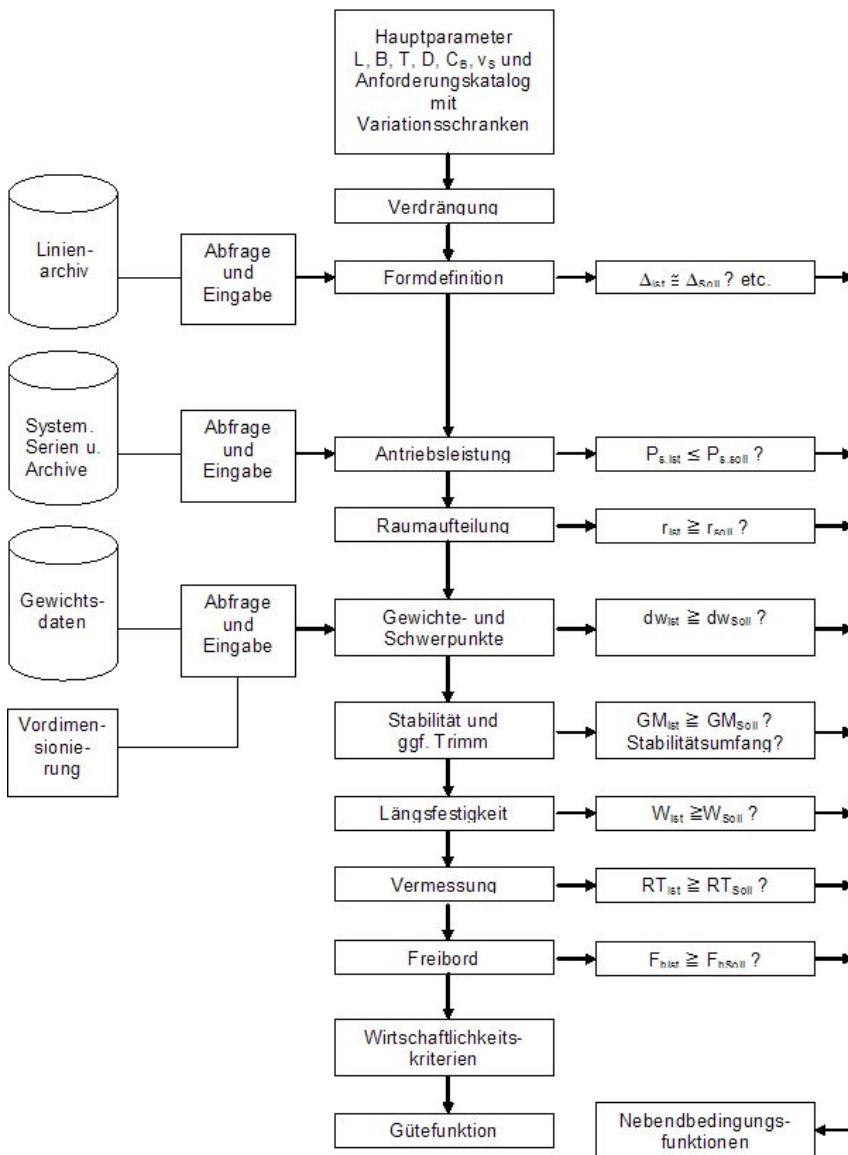 Hauptparameter
L, B, T, D, C_B, v_S und
Anforderungskatalog
mit
Variationsschranken
Verdrängung
Linien-
archiv
Abfrage
und
Eingabe
Formdefinition
Δ_Ist ≅ Δ_Soll ? etc.
System.
Serien u.
Archive
Abfrage
und
Eingabe
Antriebsleistung
P_s.ist ≤ P_s.soll ?
Raumaufteilung
r_Ist ≧ r_soll ?
Gewichts-
daten
Abfrage
und
Eingabe
Gewichte- und
Schwerpunkte
dw_Ist ≧ dw_Soll ?
Vordimen-
sionie-
rung
Stabilität und
ggf. Trimm
GM_Ist ≧ GM_Soll ?
Stabilitätsumfang?
Längsfestigkeit
W_Ist ≧W_Soll ?
Vermessung
RT_Ist ≧ RT_Soll ?
Freibord
F_bIst ≧ F_bSoll ?
Wirtschaftlichkeits-
kriterien
Gütefunktion
Nebendbedingungs-
funktionen